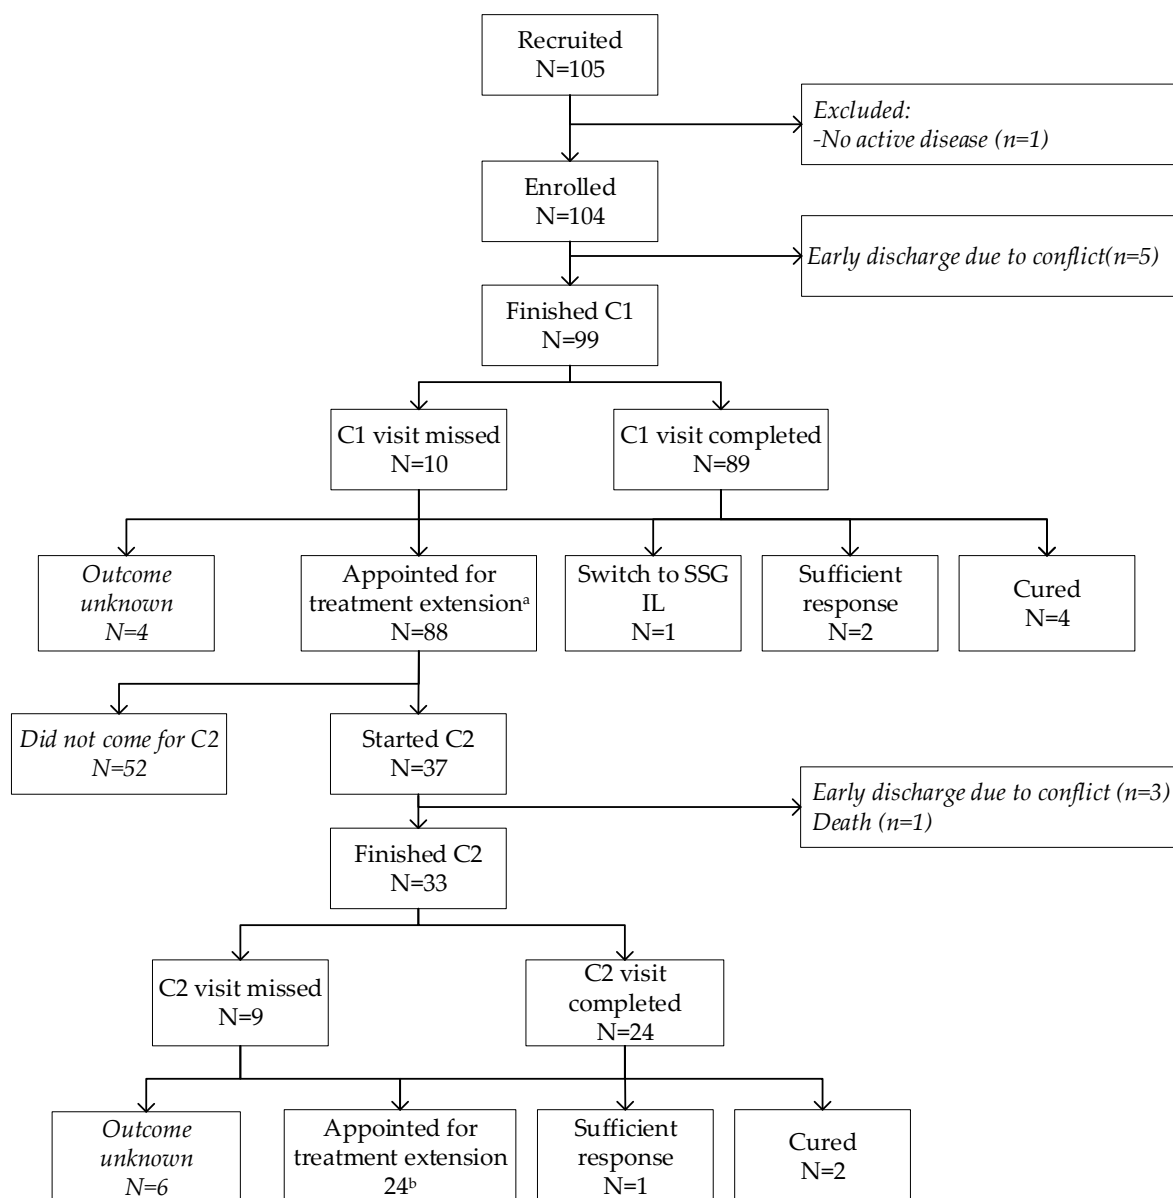 Recruited
N=105
Excluded:
-No active disease (n=1)
Enrolled
N=104
Early discharge due to conflict(n=5)
Finished C1
N=99
C1 visit missed
N=10
C1 visit completed
N=89
Outcome
unknown
N=4
Appointed for
treatment extensionᵃ
N=88
Switch to SSG
IL
N=1
Sufficient
response
N=2
Cured
N=4
Did not come for C2
N=52
Started C2
N=37
Early discharge due to conflict (n=3)
Death (n=1)
Finished C2
N=33
C2 visit missed
N=9
C2 visit
completed
N=24
Outcome
unknown
N=6
Appointed for
treatment extension
24ᵇ
Sufficient
response
N=1
Cured
N=2